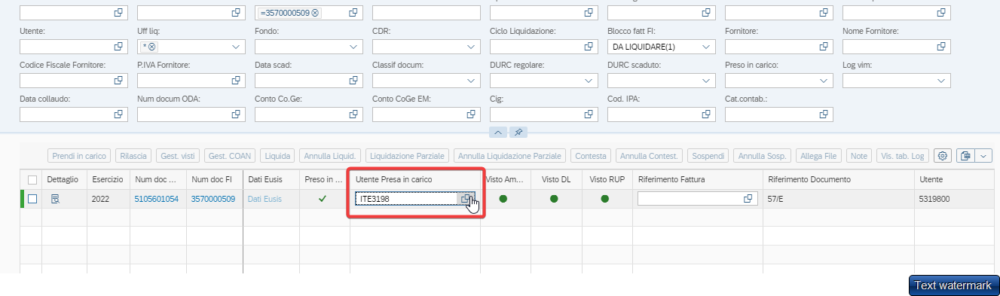 =3570000509
Utente: Uff liq: Fondo: CDR: Ciclo Liquidazione: Blocco fatt FI: Fornitore: Nome Fornitore:
* DA LIQUIDARE(1)
Codice Fiscale Fornitore: P.IVA Fornitore: Data scad: Classif docum: DURC regolare: DURC scaduto: Preso in carico: Log vim:
Data collaudo: Num docum ODA: Conto Co.Ge: Conto CoGe EM: Cig: Cod. IPA: Cat.contab.:
Prendi in carico Rilascia Gest. visti Gest. COAN Liquida Annulla Liquid. Liquidazione Parziale Annulla Liquidazione Parziale Contesta Annulla Contest. Sospendi Annulla Sosp. Allega File Note Vis. tab. Log
Dettaglio Esercizio Num doc ... Num doc FI Dati Eusis Preso in ... Utente Presa in carico Visto Am... Visto DL Visto RUP Riferimento Fattura Riferimento Documento Utente
2022 5105601054 3570000509 Dati Eusis ITE3198 57/E 5319800
Text watermark